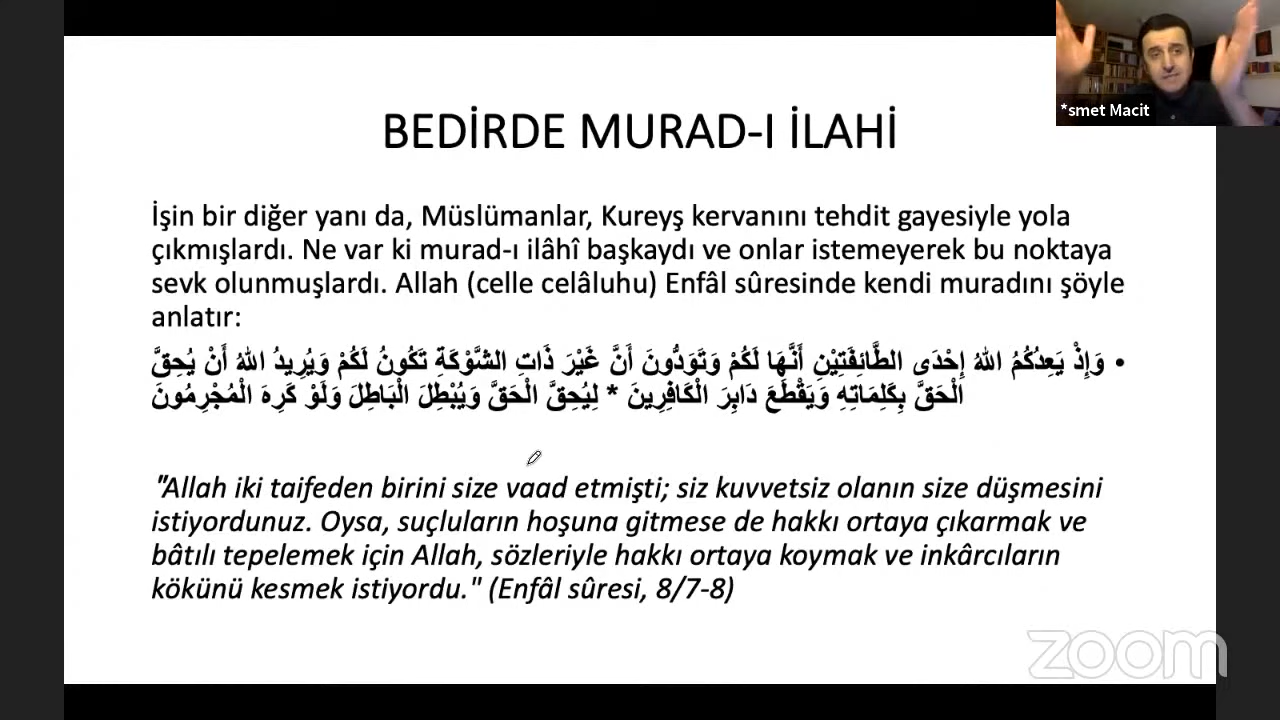 *smet Macit
BEDİRDE MURAD-I İLAHİ
İşin bir diğer yanı da, Müslümanlar, Kureyş kervanını tehdit gayesiyle yola
çıkmışlardı. Ne var ki murad-ı ilâhî başkaydı ve onlar istemeyerek bu noktaya
sevk olunmuşlardı. Allah (celle celâluhu) Enfâl sûresinde kendi muradını şöyle
anlatır:
• وَإِذْ يَعِدُكُمُ اللهُ إِحْدَى الطَّائِفَتَيْنِ أَنَّهَا لَكُمْ وَتَوَدُّونَ أَنَّ غَيْرَ ذَاتِ الشَّوْكَةِ تَكُونُ لَكُمْ وَيُرِيدُ اللهُ أَنْ يُحِقَّ
الْحَقَّ بِكَلِمَاتِهِ وَيَقْطَعَ دَابِرَ الْكَافِرِينَ * لِيُحِقَّ الْحَقَّ وَيُبْطِلَ الْبَاطِلَ وَلَوْ كَرِهَ الْمُجْرِمُونَ
"Allah iki taifeden birini size vaad etmişti; siz kuvvetsiz olanın size düşmesini
istiyordunuz. Oysa, suçluların hoşuna gitmese de hakkı ortaya çıkarmak ve
bâtılı tepelemek için Allah, sözleriyle hakkı ortaya koymak ve inkârcıların
kökünü kesmek istiyordu." (Enfâl sûresi, 8/7-8)
zoom